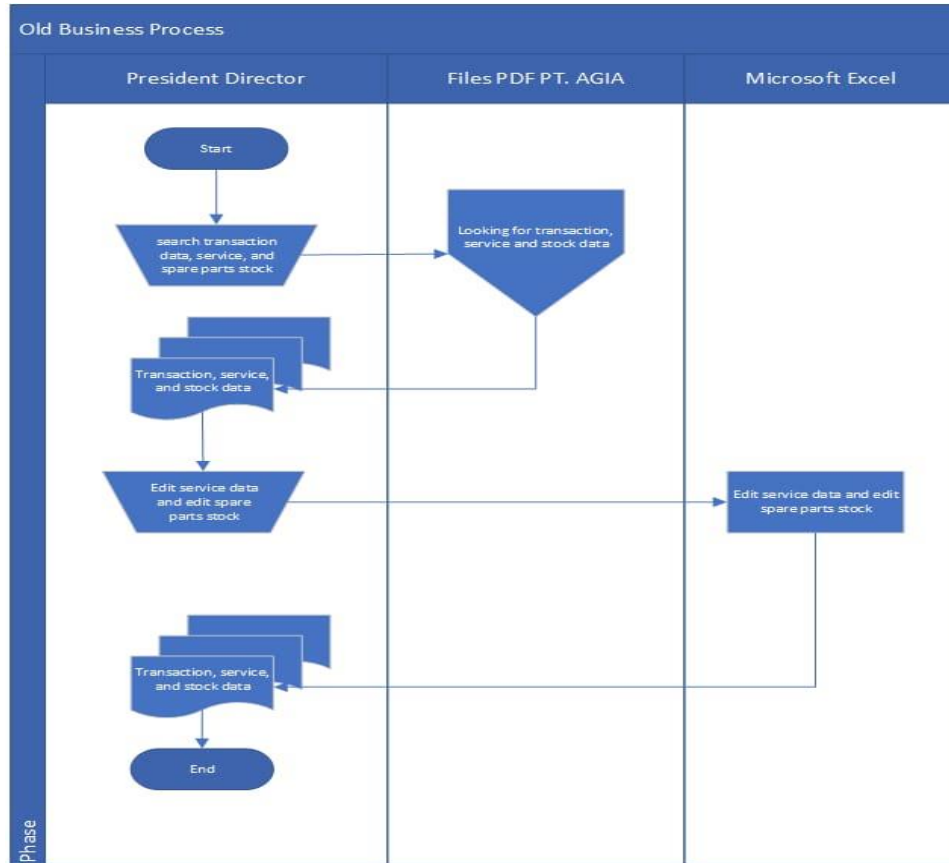 Old Business Process
President Director
Files PDF PT. AGIA
Microsoft Excel
Start
search transaction
data, service, and
spare parts stock
Looking for transaction,
service and stock data
Transaction, service,
and stock data
Edit service data
and edit spare
parts stock
Edit service data and edit
spare parts stock
Transaction, service,
and stock data
End
Phase